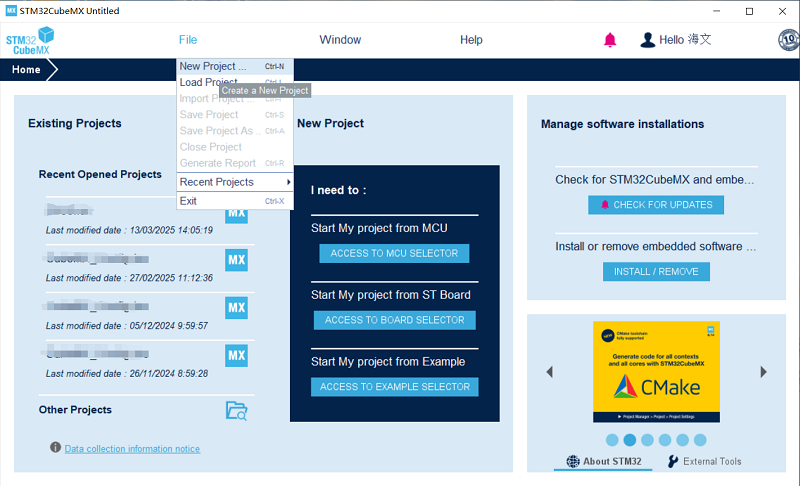 MX STM32CubeMX Untitled
STM32
CubeMX
File Window Help Hello 海文 10
Home
New Project ... Ctrl-N
Load Project
Create a New Project
Import Project ...
Save Project Ctrl-S
Save Project As .. Ctrl-A
Close Project
Generate Report Ctrl-R
Recent Projects
Exit Ctrl-X
Existing Projects
Recent Opened Projects
MX
Last modified date : 13/03/2025 14:05:19
MX
Last modified date : 27/02/2025 11:12:36
MX
Last modified date : 05/12/2024 9:59:57
MX
Last modified date : 26/11/2024 8:59:28
Other Projects
Data collection information notice
New Project
I need to :
Start My project from MCU
ACCESS TO MCU SELECTOR
Start My project from ST Board
ACCESS TO BOARD SELECTOR
Start My project from Example
ACCESS TO EXAMPLE SELECTOR
Manage software installations
Check for STM32CubeMX and embe...
CHECK FOR UPDATES
Install or remove embedded software ...
INSTALL / REMOVE
NEW
CMake toolchain
fully supported
MX
Generate code for all contexts
and all cores with STM32CubeMX
CMake
Project Manager > Project > Project Settings
About STM32 External Tools